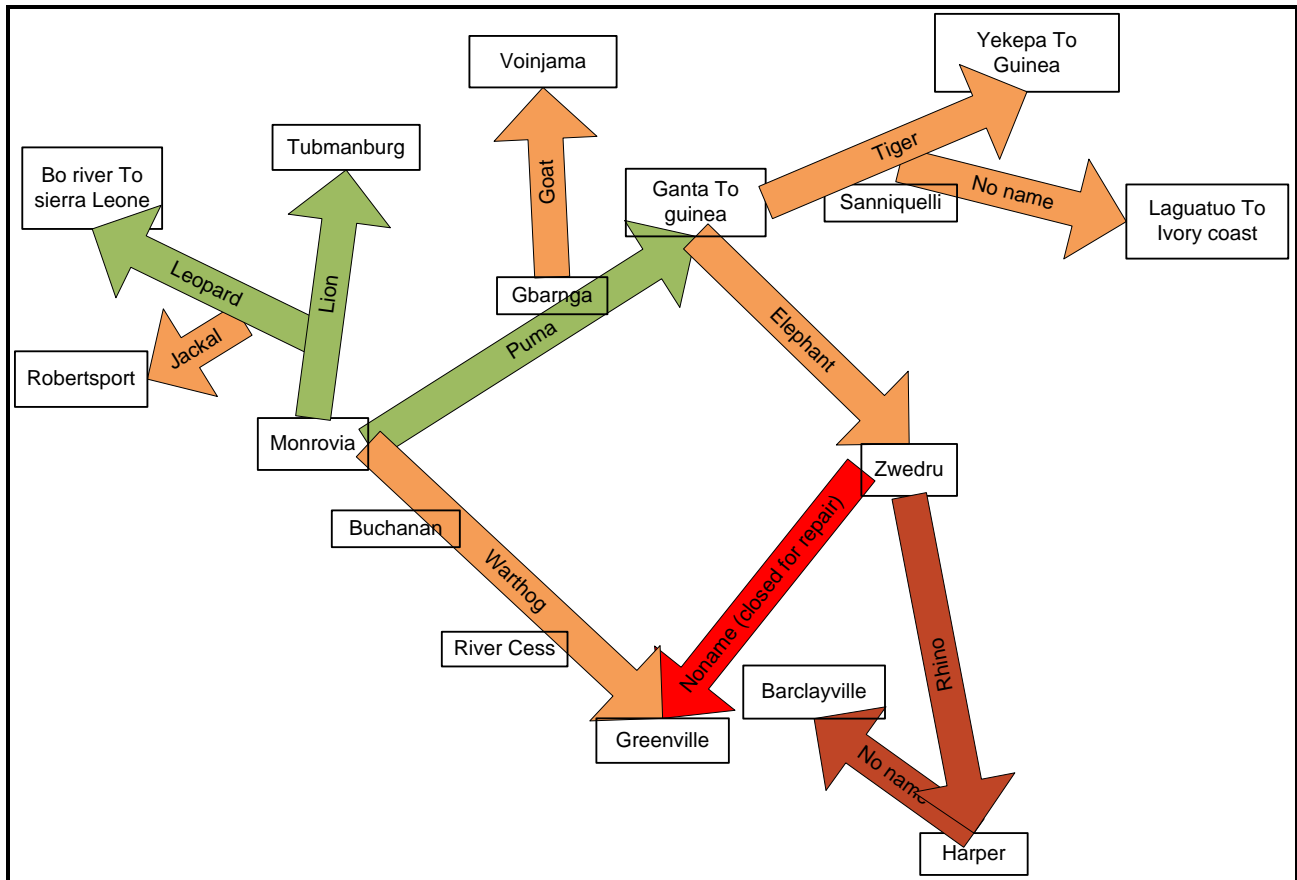 Yekepa To
Guinea
Voinjama
Tubmanburg
Bo river To
sierra Leone
Goat
Tiger
Ganta To
guinea
No name
Sanniquelli
Laguatuo To
Ivory coast
Leopard
Lion
Gbarnga
Puma
Elephant
Jackal
Robertsport
Monrovia
Zwedru
Buchanan
Warthog
Noname (closed for repair)
River Cess
Rhino
Barclayville
Greenville
No name
Harper